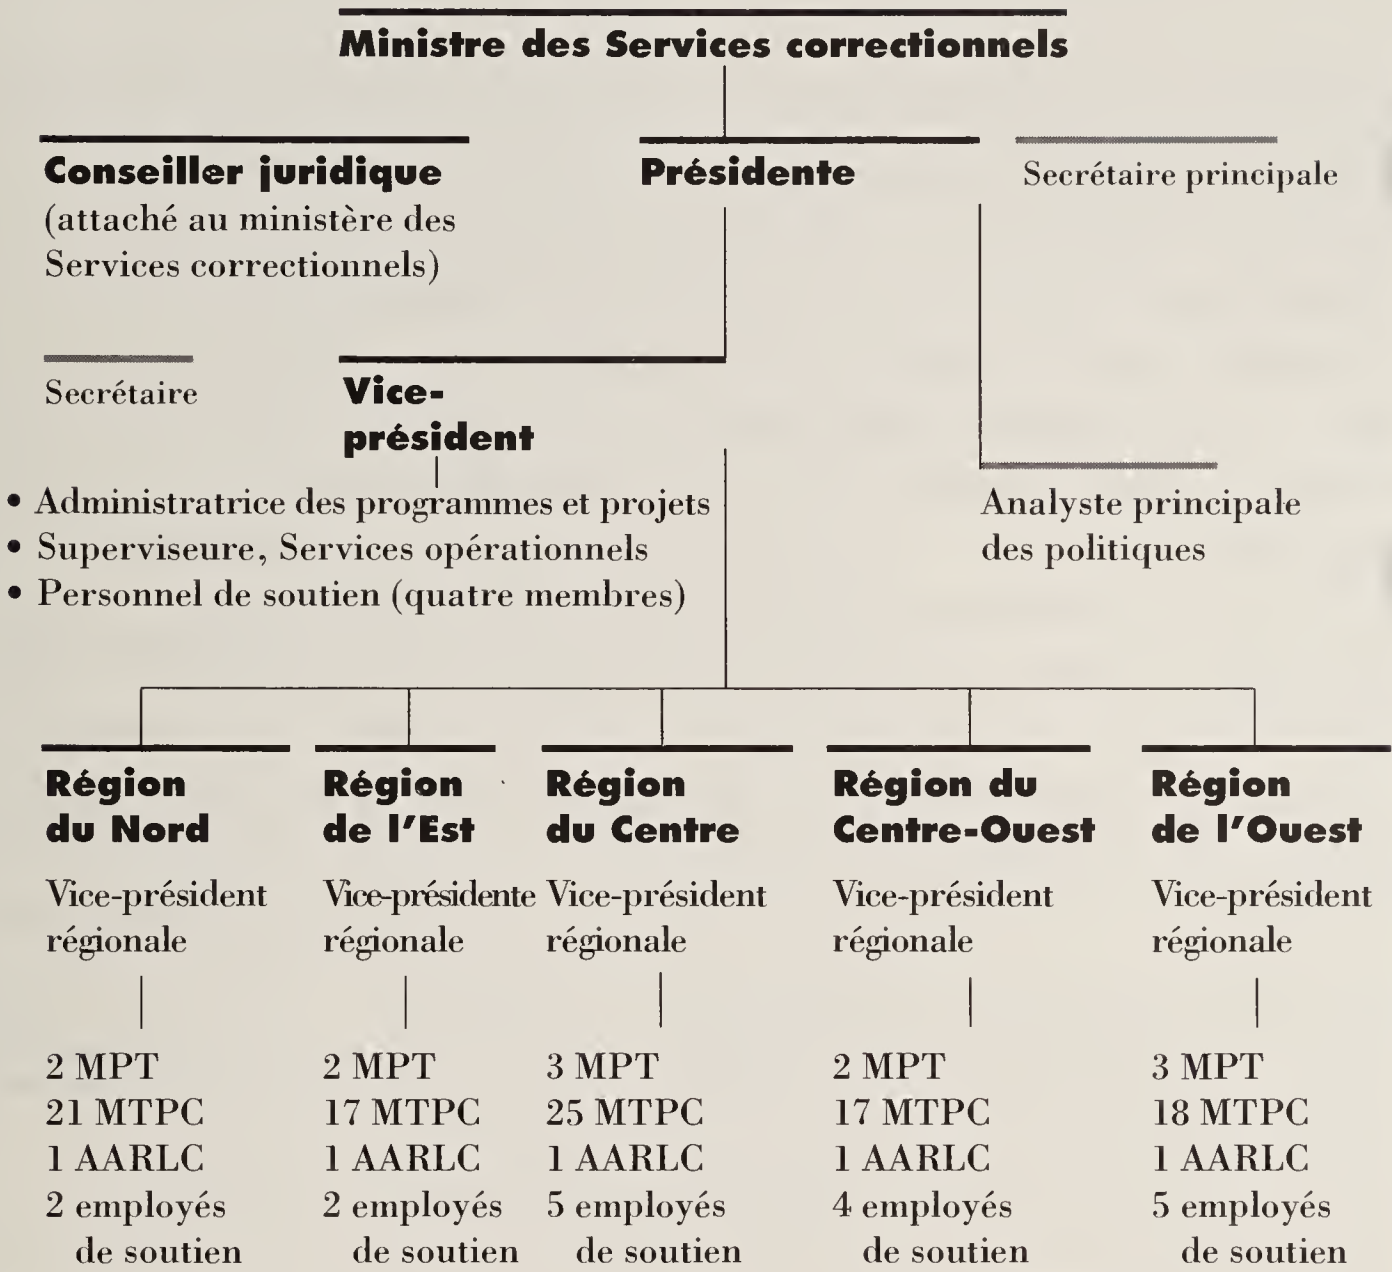 Ministre des Services correctionnels
Conseiller juridique
(attaché au ministère des
Services correctionnels)
Présidente
Secrétaire principale
Secrétaire
Vice-
président
• Administratrice des programmes et projets
• Superviseure, Services opérationnels
• Personnel de soutien (quatre membres)
Analyste principale
des politiques
Région
du Nord
Vice-président
régionale
2 MPT
21 MTPC
1 AARLC
2 employés
de soutien
Région
de l'Est
Vice-présidente
régionale
2 MPT
17 MTPC
1 AARLC
2 employés
de soutien
Région
du Centre
Vice-président
régionale
3 MPT
25 MTPC
1 AARLC
5 employés
de soutien
Région du
Centre-Ouest
Vice-président
régionale
2 MPT
17 MTPC
1 AARLC
4 employés
de soutien
Région
de l'Ouest
Vice-président
régionale
3 MPT
18 MTPC
1 AARLC
5 employés
de soutien